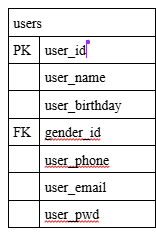 users
PK user_id
user_name
user_birthday
FK gender_id
user_phone
user_email
user_pwd